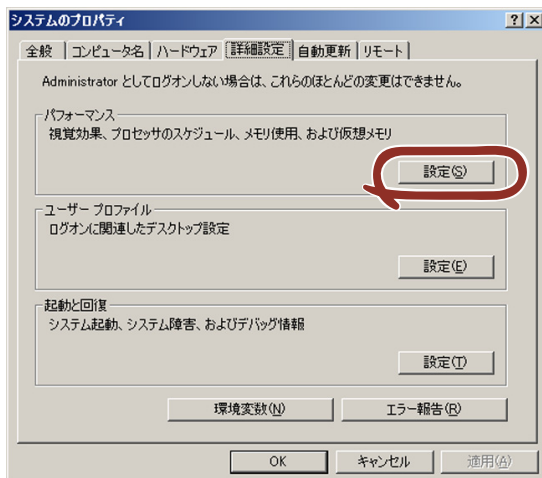 システムのプロパティ
全般 コンピュータ名 ハードウェア 詳細設定 自動更新 リモート
Administrator としてログオンしない場合は、これらのほとんどの変更はできません。
パフォーマンス
視覚効果、プロセッサのスケジュール、メモリ使用、および仮想メモリ
設定(S)
ユーザー プロファイル
ログオンに関連したデスクトップ設定
設定(E)
起動と回復
システム起動、システム障害、およびデバッグ情報
設定(T)
環境変数(N) エラー報告(R)
OK キャンセル 適用(A)